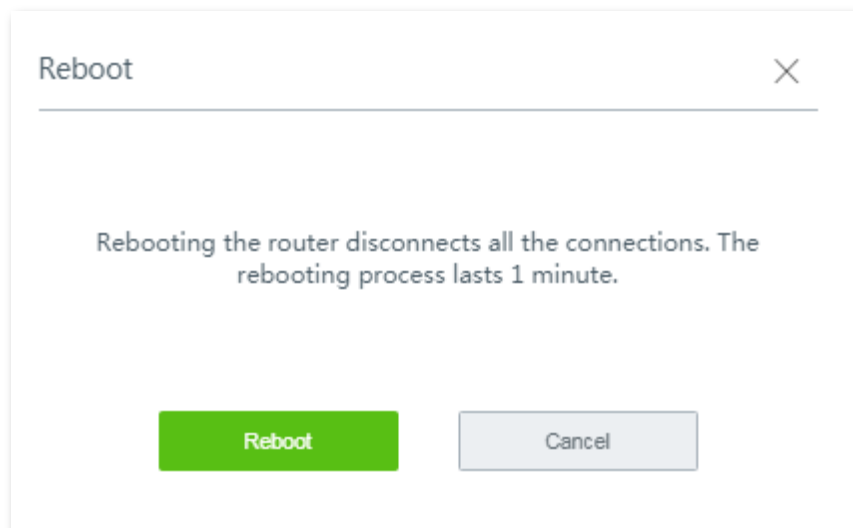 Reboot
Rebooting the router disconnects all the connections. The
rebooting process lasts 1 minute.
Reboot
Cancel